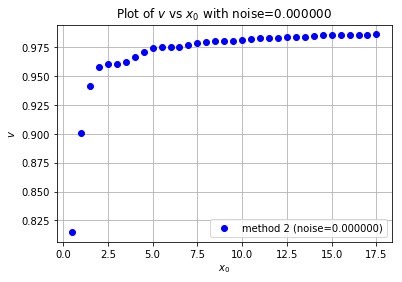 Plot of v vs x₀ with noise=0.000000
0.975
0.950
0.925
0.900
0.875
0.850
0.825
v
method 2 (noise=0.000000)
0.0 2.5 5.0 7.5 10.0 12.5 15.0 17.5
x₀